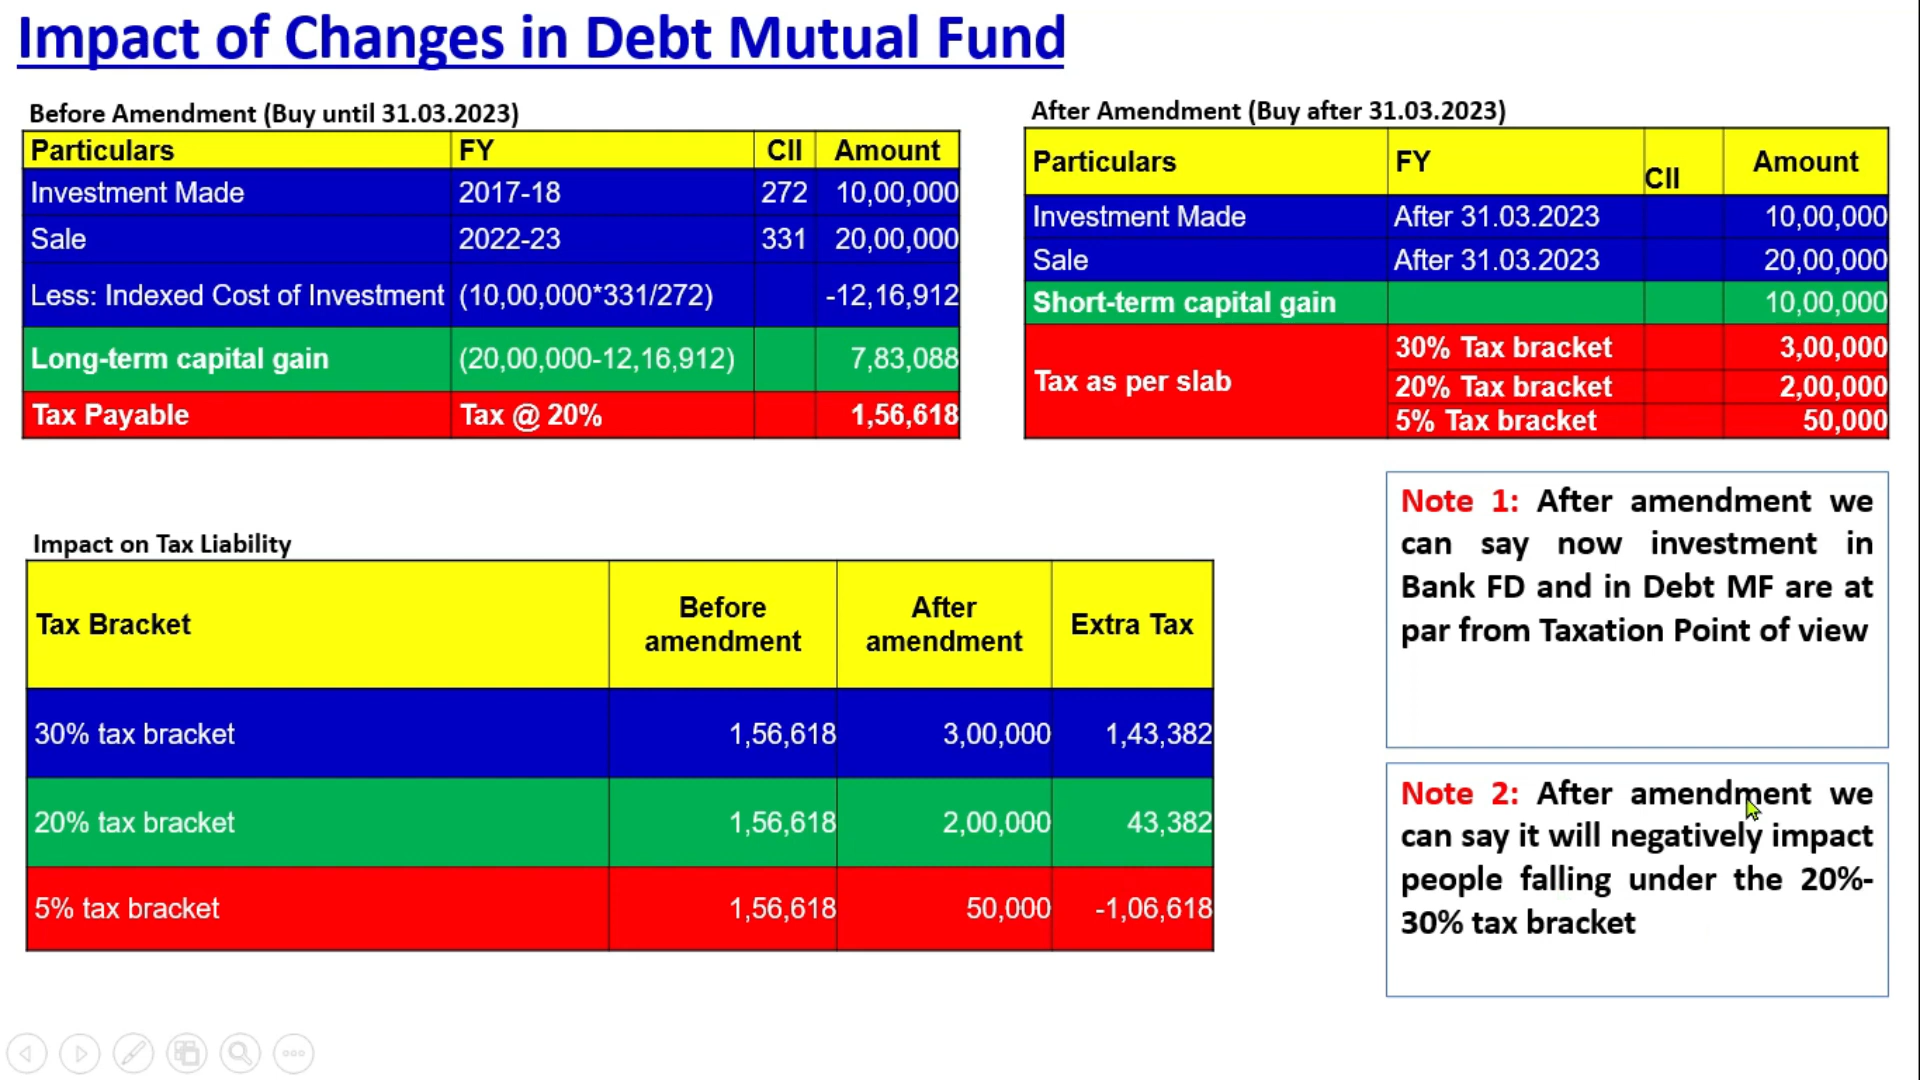 Impact of Changes in Debt Mutual Fund
Before Amendment (Buy until 31.03.2023)
Particulars FY CII Amount
Investment Made 2017-18 272 10,00,000
Sale 2022-23 331 20,00,000
Less: Indexed Cost of Investment (10,00,000*331/272) -12,16,912
Long-term capital gain (20,00,000-12,16,912) 7,83,088
Tax Payable Tax @ 20% 1,56,618
After Amendment (Buy after 31.03.2023)
Particulars FY CII Amount
Investment Made After 31.03.2023 10,00,000
Sale After 31.03.2023 20,00,000
Short-term capital gain 10,00,000
Tax as per slab 30% Tax bracket 3,00,000
20% Tax bracket 2,00,000
5% Tax bracket 50,000
Impact on Tax Liability
Tax Bracket Before amendment After amendment Extra Tax
30% tax bracket 1,56,618 3,00,000 1,43,382
20% tax bracket 1,56,618 2,00,000 43,382
5% tax bracket 1,56,618 50,000 -1,06,618
Note 1: After amendment we
can say now investment in
Bank FD and in Debt MF are at
par from Taxation Point of view
Note 2: After amendment we
can say it will negatively impact
people falling under the 20%-
30% tax bracket